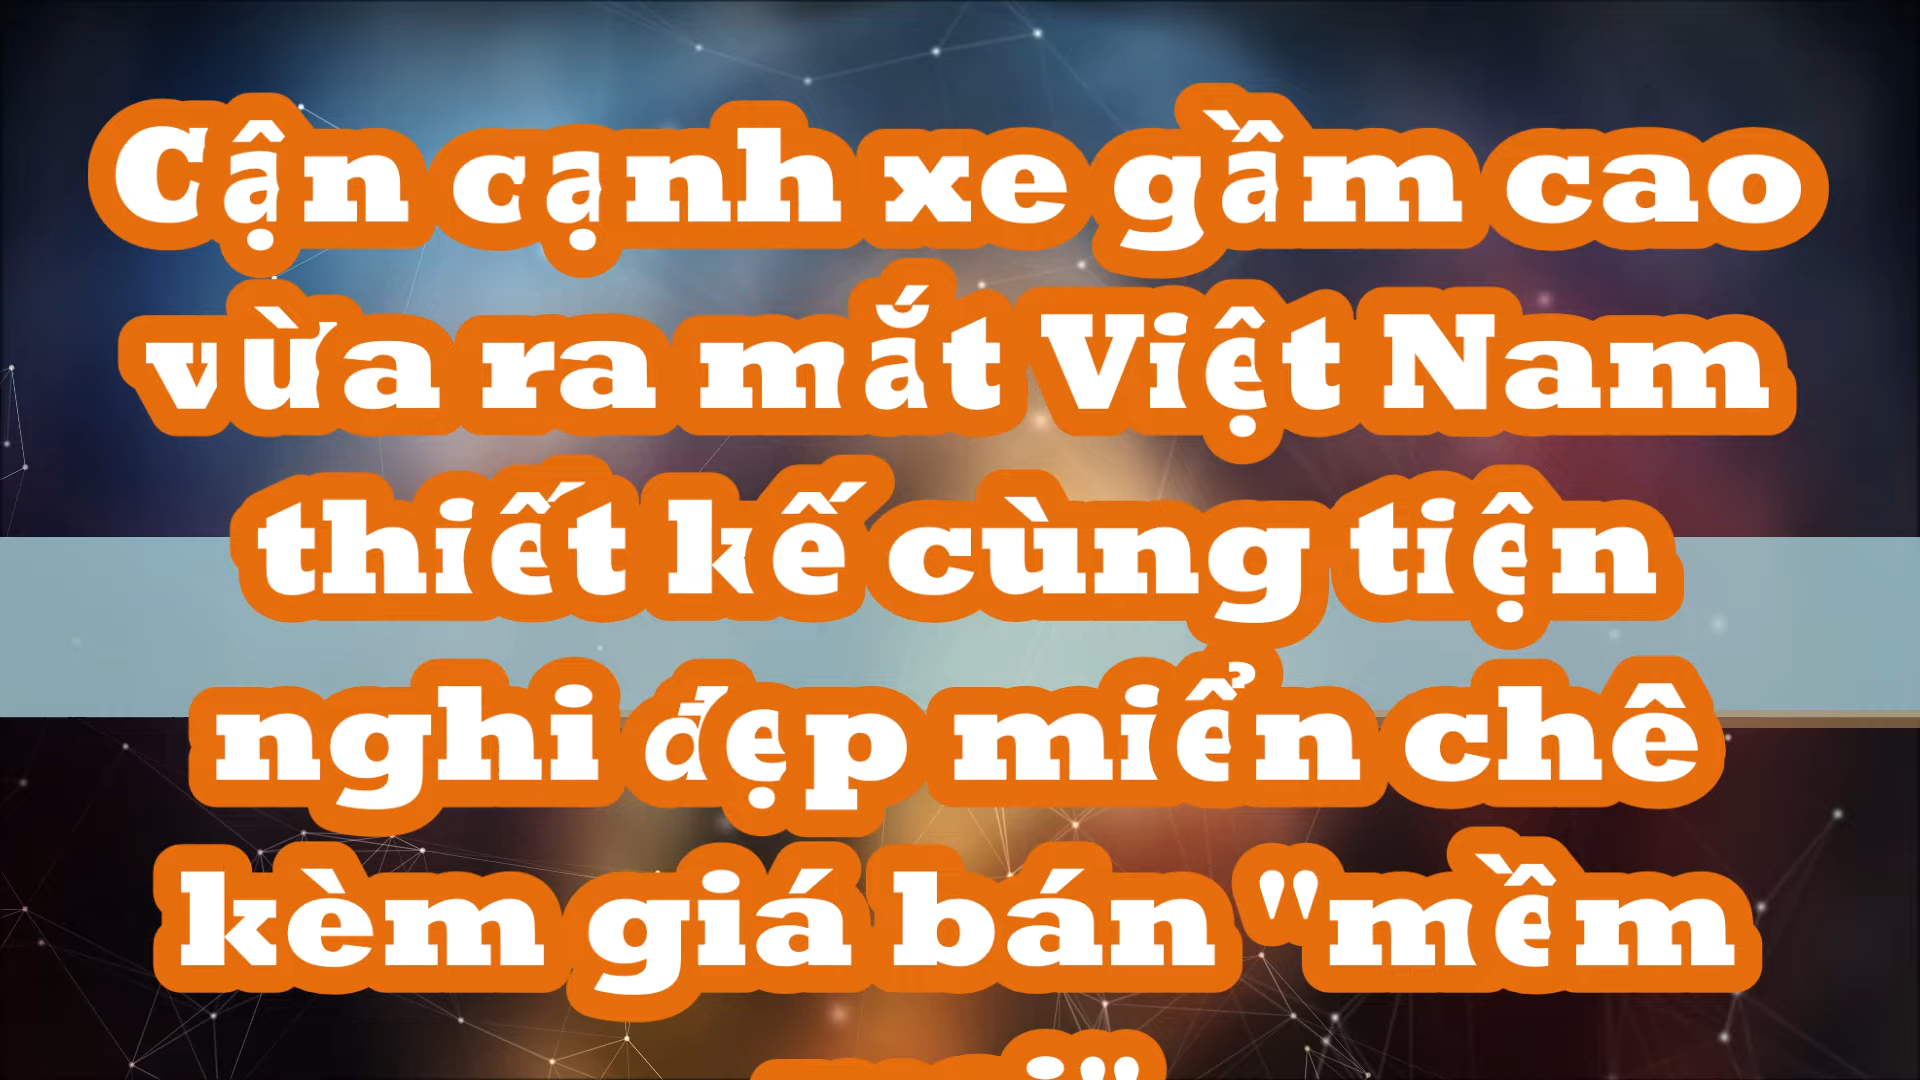 Cận cạnh xe gầm cao
vừa ra mắt Việt Nam
thiết kế cùng tiện
nghi đẹp miển chê
kèm giá bán "mềm